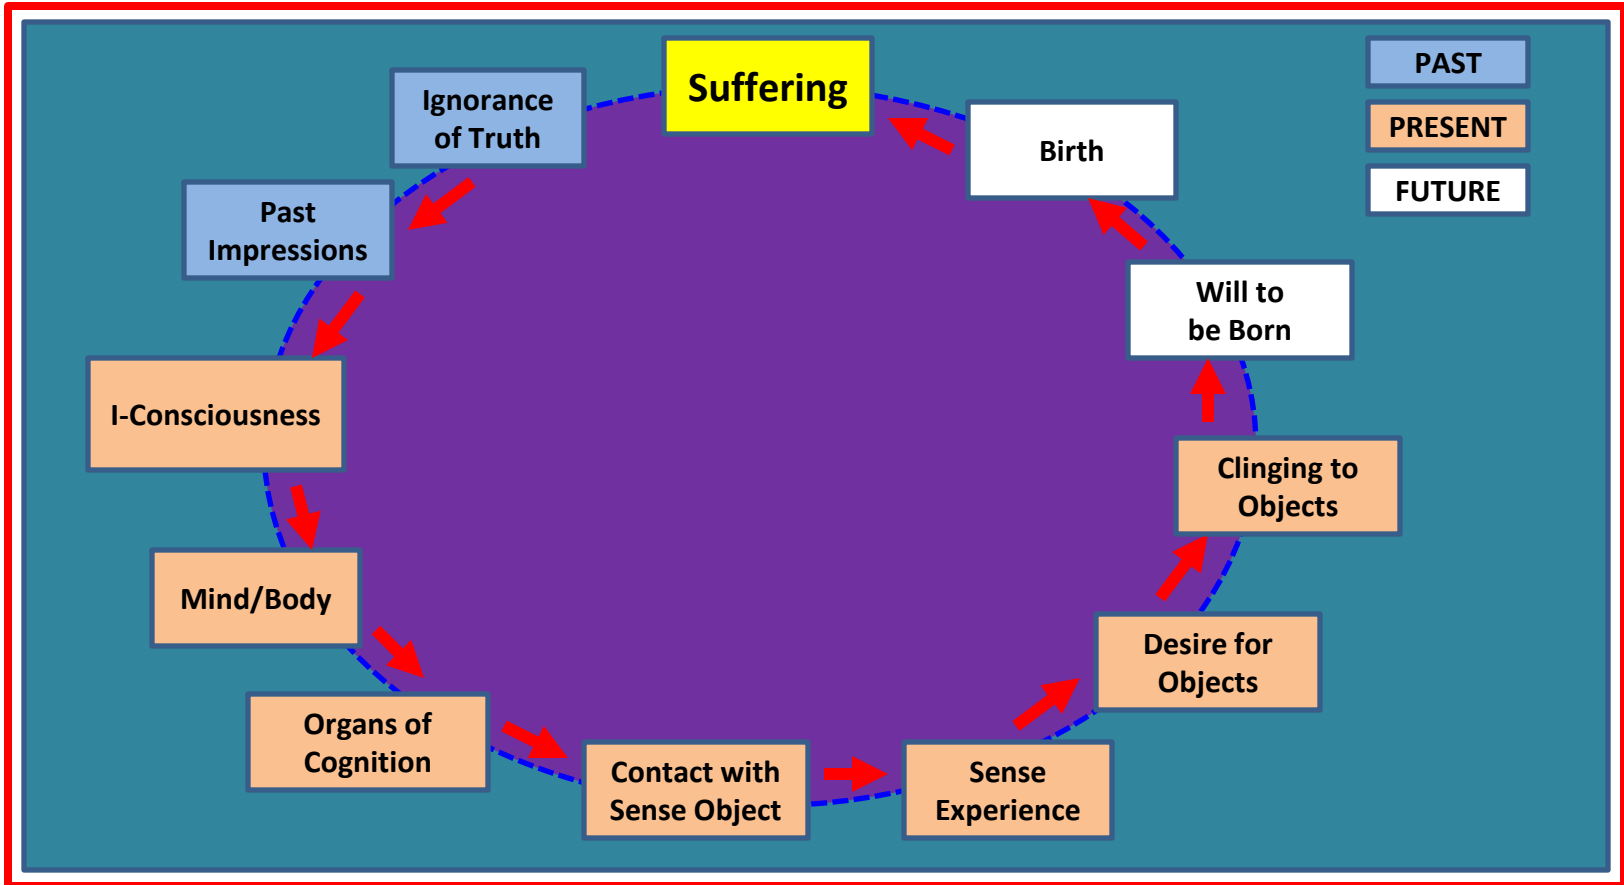 Suffering
Ignorance
of Truth
Past
Impressions
I-Consciousness
Mind/Body
Organs of
Cognition
Contact with
Sense Object
Sense
Experience
Desire for
Objects
Clinging to
Objects
Will to
be Born
Birth
PAST
PRESENT
FUTURE